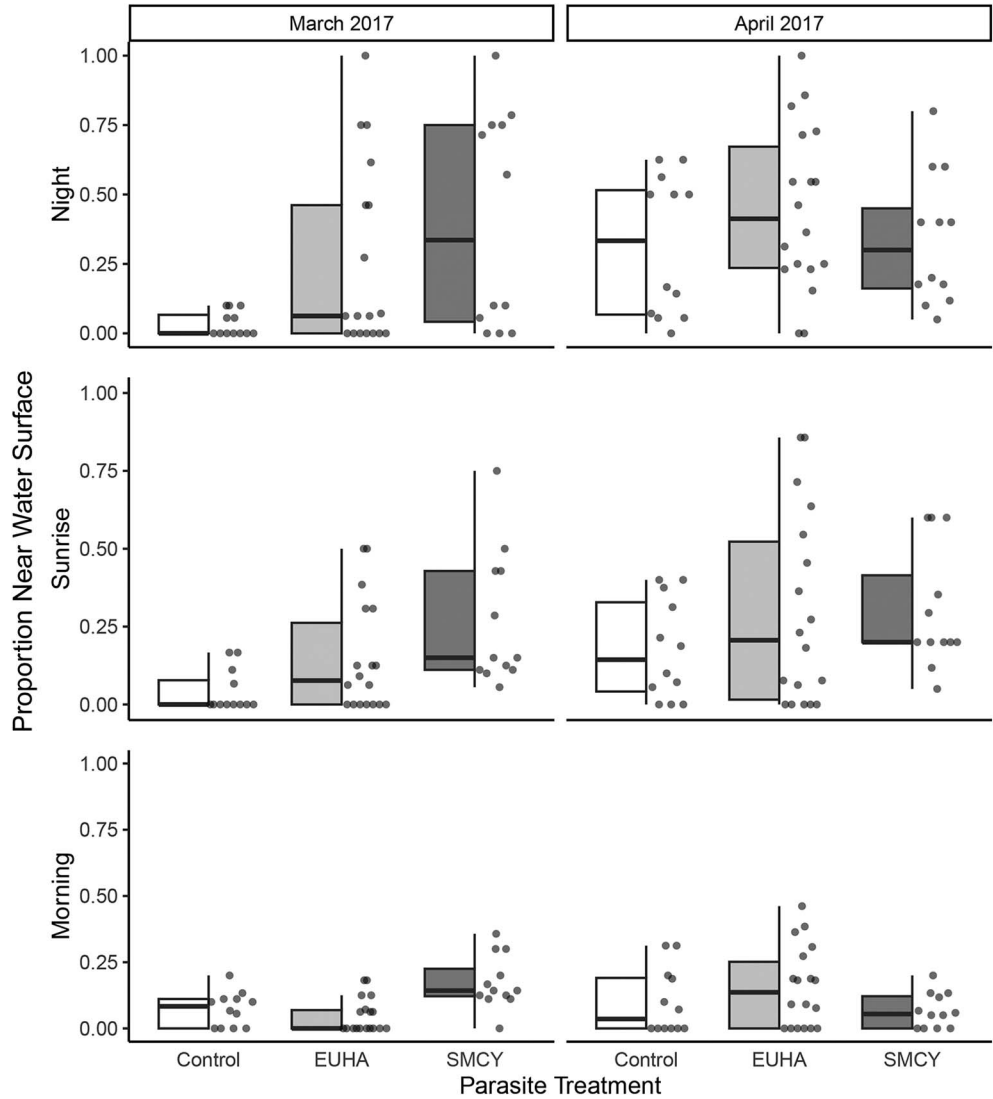 March 2017 April 2017
Proportion Near Water Surface
Night
1.00
0.75
0.50
0.25
0.00
Sunrise
1.00
0.75
0.50
0.25
0.00
Morning
1.00
0.75
0.50
0.25
0.00
Control EUHA SMCY Control EUHA SMCY
Parasite Treatment